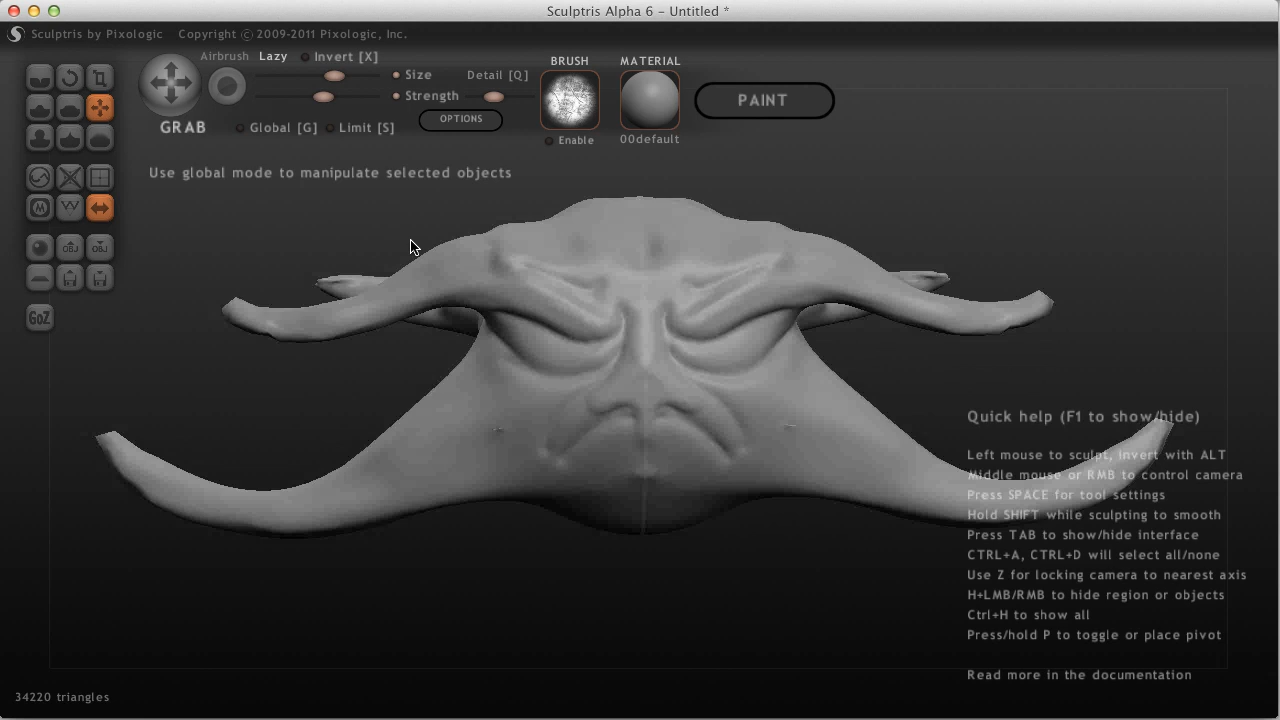 Sculptris Alpha 6 – Untitled *
Sculptris by Pixologic Copyright © 2009-2011 Pixologic, Inc.
Airbrush Lazy Invert [X]
Size Detail [Q]
Strength
GRAB Global [G] Limit [S] OPTIONS
BRUSH MATERIAL
Enable 00default
PAINT
Use global mode to manipulate selected objects
OBJ OBJ
GoZ
Quick help (F1 to show/hide)
Left mouse to sculpt, invert with ALT
Middle mouse or RMB to control camera
Press SPACE for tool settings
Hold SHIFT while sculpting to smooth
Press TAB to show/hide interface
CTRL+A, CTRL+D will select all/none
Use Z for locking camera to nearest axis
H+LMB/RMB to hide region or objects
Ctrl+H to show all
Press/hold P to toggle or place pivot
Read more in the documentation
34220 triangles